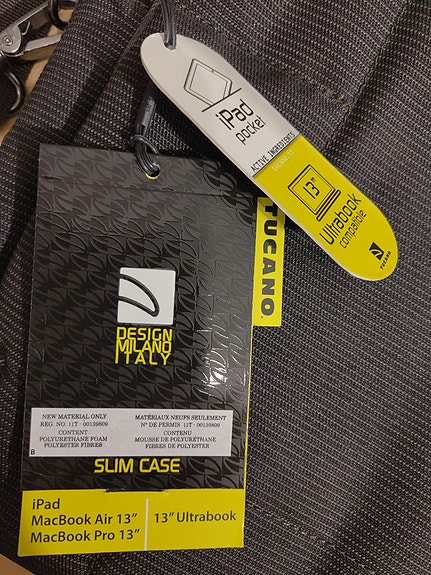 iPad
pocket
ACTIVE INGREDIENTS
13"
Ultrabook
compatible
TUCANO
TUCANO®
DESIGN
MILANO
ITALY
NEW MATERIAL ONLY
REG. NO. 11T - 00139809
CONTENT
POLYURETHANE FOAM
POLYESTER FIBRES
B
MATÉRIAUX NEUFS SEULEMENT
Nº DE PERMIS 11T - 00139809
CONTENU
MOUSSE DE POLYURÉTHANE
FIBRES DE POLYESTER
SLIM CASE
iPad
MacBook Air 13"
MacBook Pro 13"
13" Ultrabook